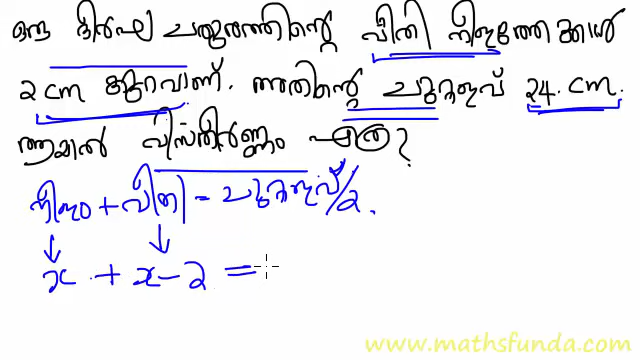 ഒരു ദീർഘ ചതുരത്തിന്റെ വീതി നീളത്തേക്കാൾ
2 cm കുറവാണ്. അതിന്റെ ചുറ്റളവ് 24 cm.
ആയാൽ വിസ്തീർണ്ണം എത്ര?
നീളം + വീതി = ചുറ്റളവ്/2.
x + x - 2 =
www.mathsfunda.com